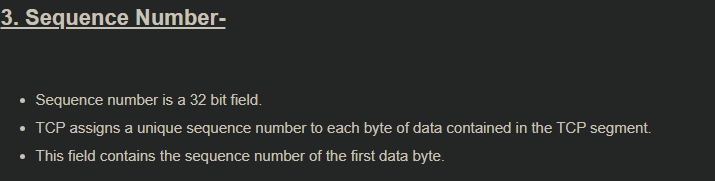 3. Sequence Number-
• Sequence number is a 32 bit field.
• TCP assigns a unique sequence number to each byte of data contained in the TCP segment.
• This field contains the sequence number of the first data byte.